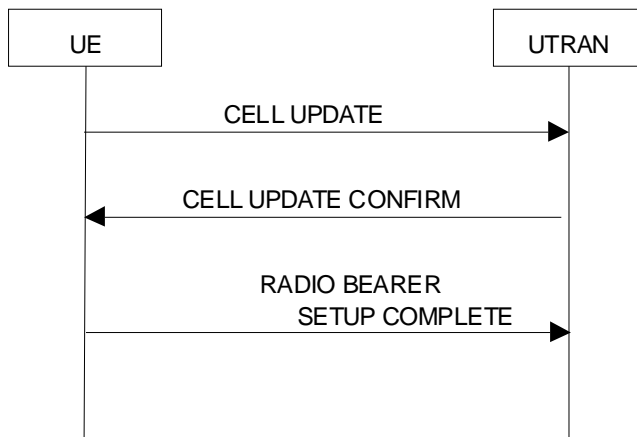 UE
UTRAN
CELL UPDATE
CELL UPDATE CONFIRM
RADIO BEARER
SETUP COMPLETE